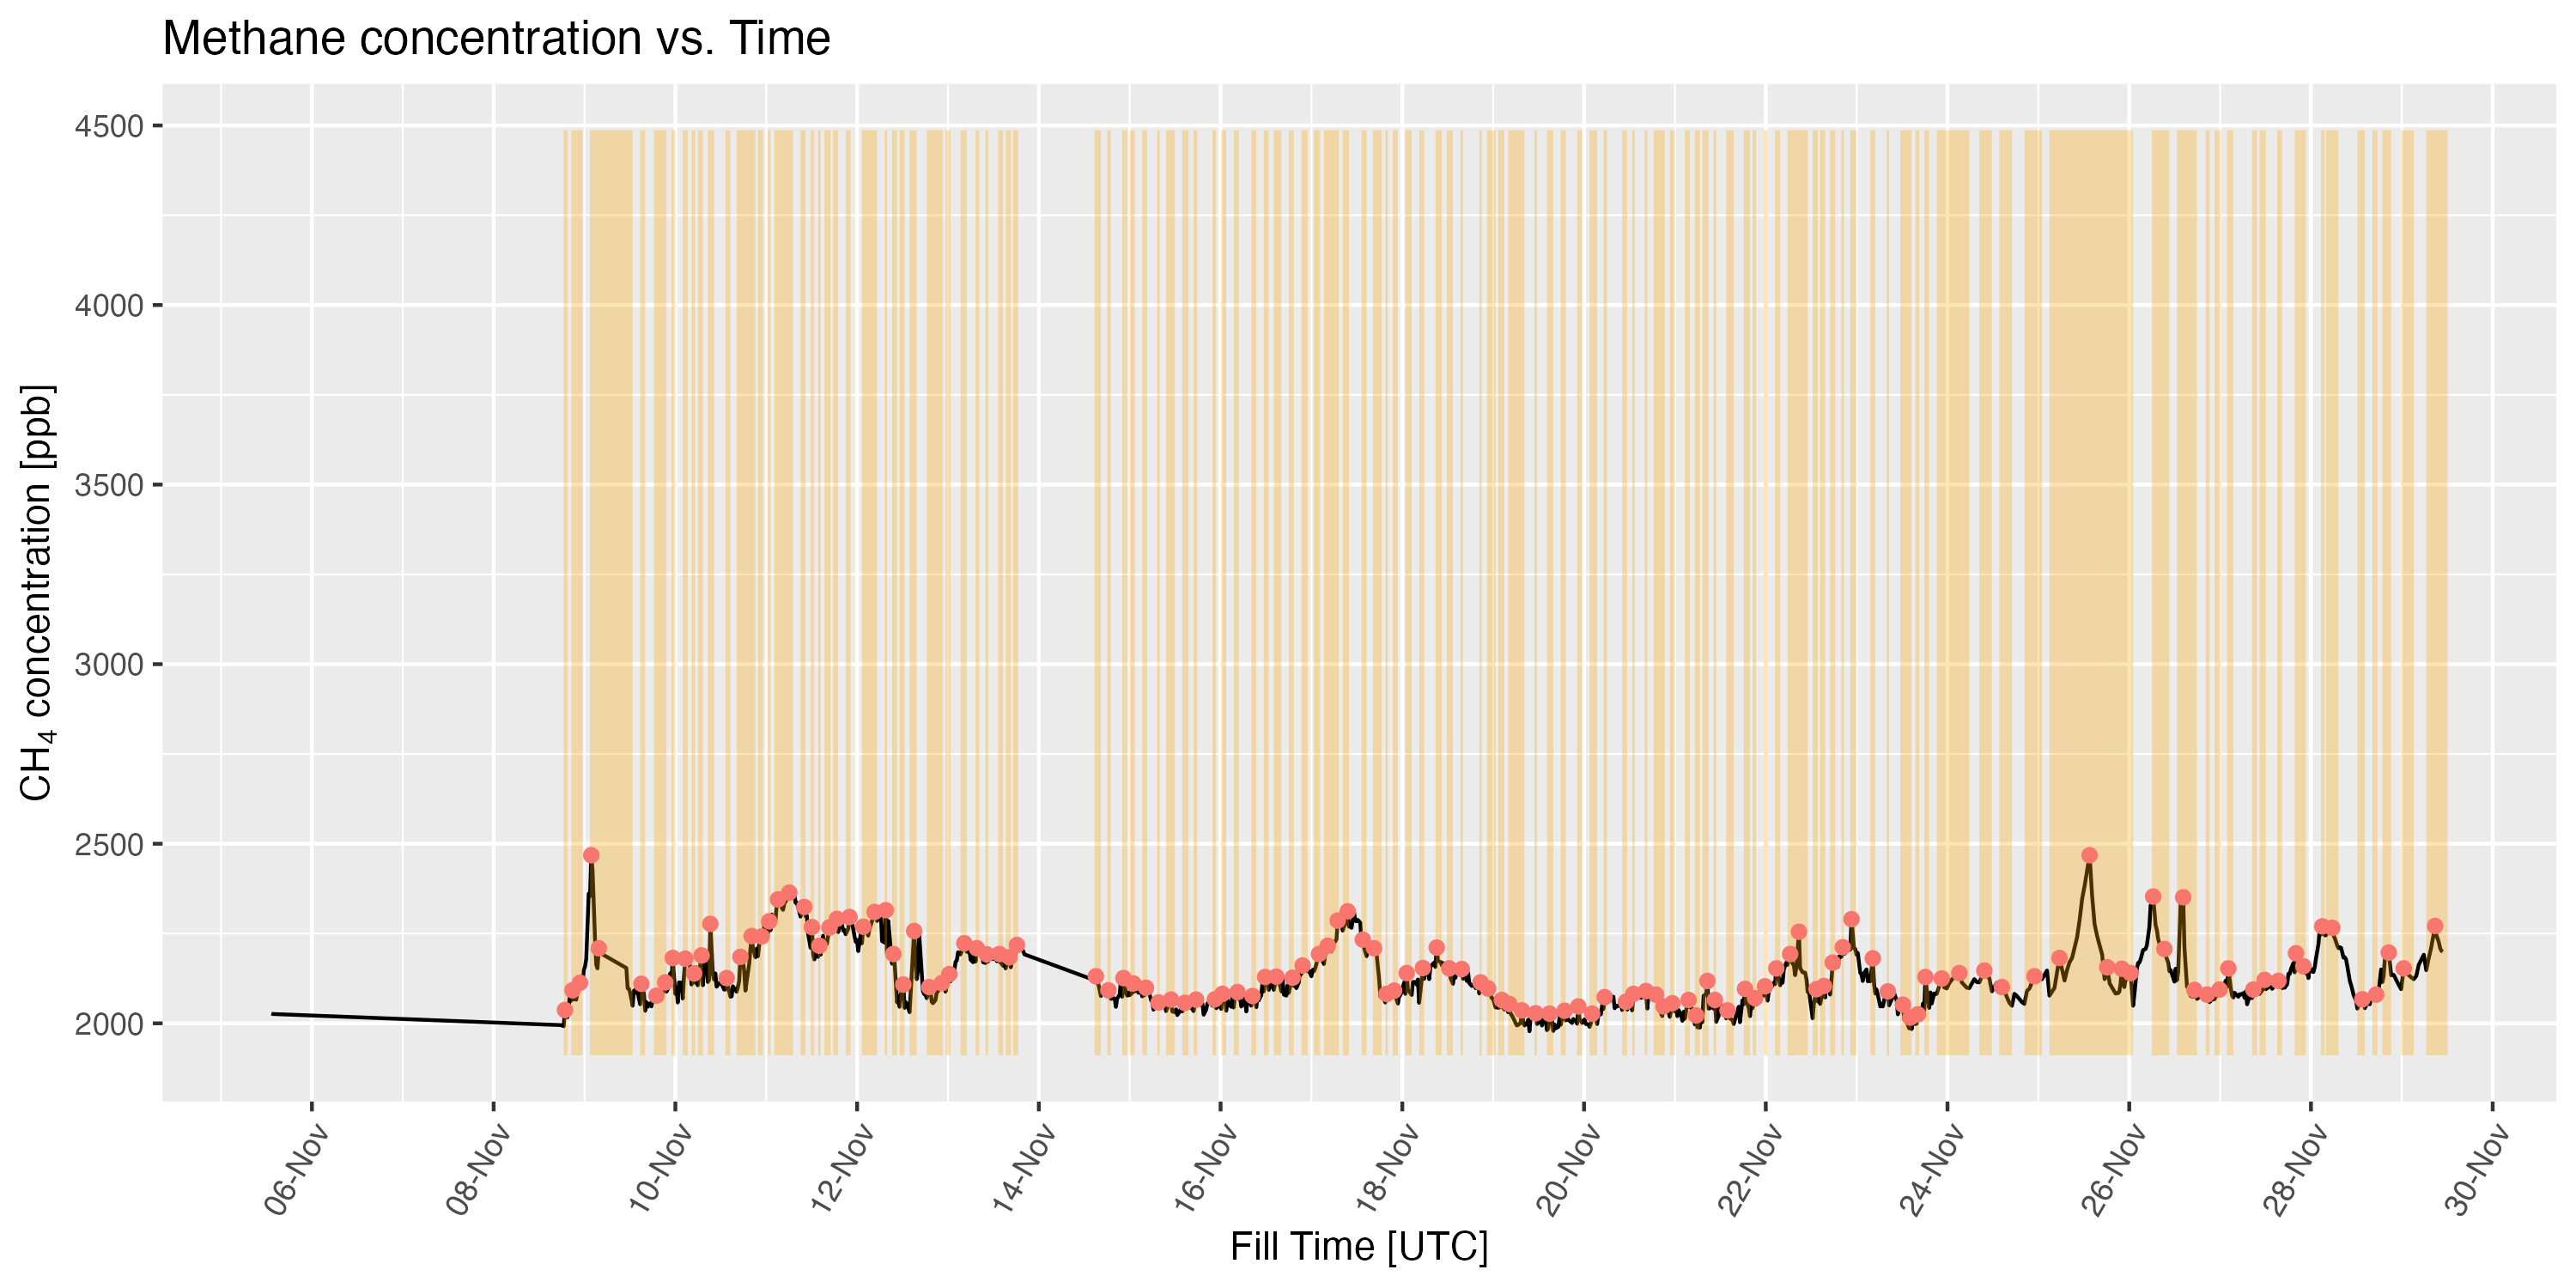 Methane concentration vs. Time
CH₄ concentration [ppb]
4500
4000
3500
3000
2500
2000
06-Nov
08-Nov
10-Nov
12-Nov
14-Nov
16-Nov
18-Nov
20-Nov
22-Nov
24-Nov
26-Nov
28-Nov
30-Nov
Fill Time [UTC]